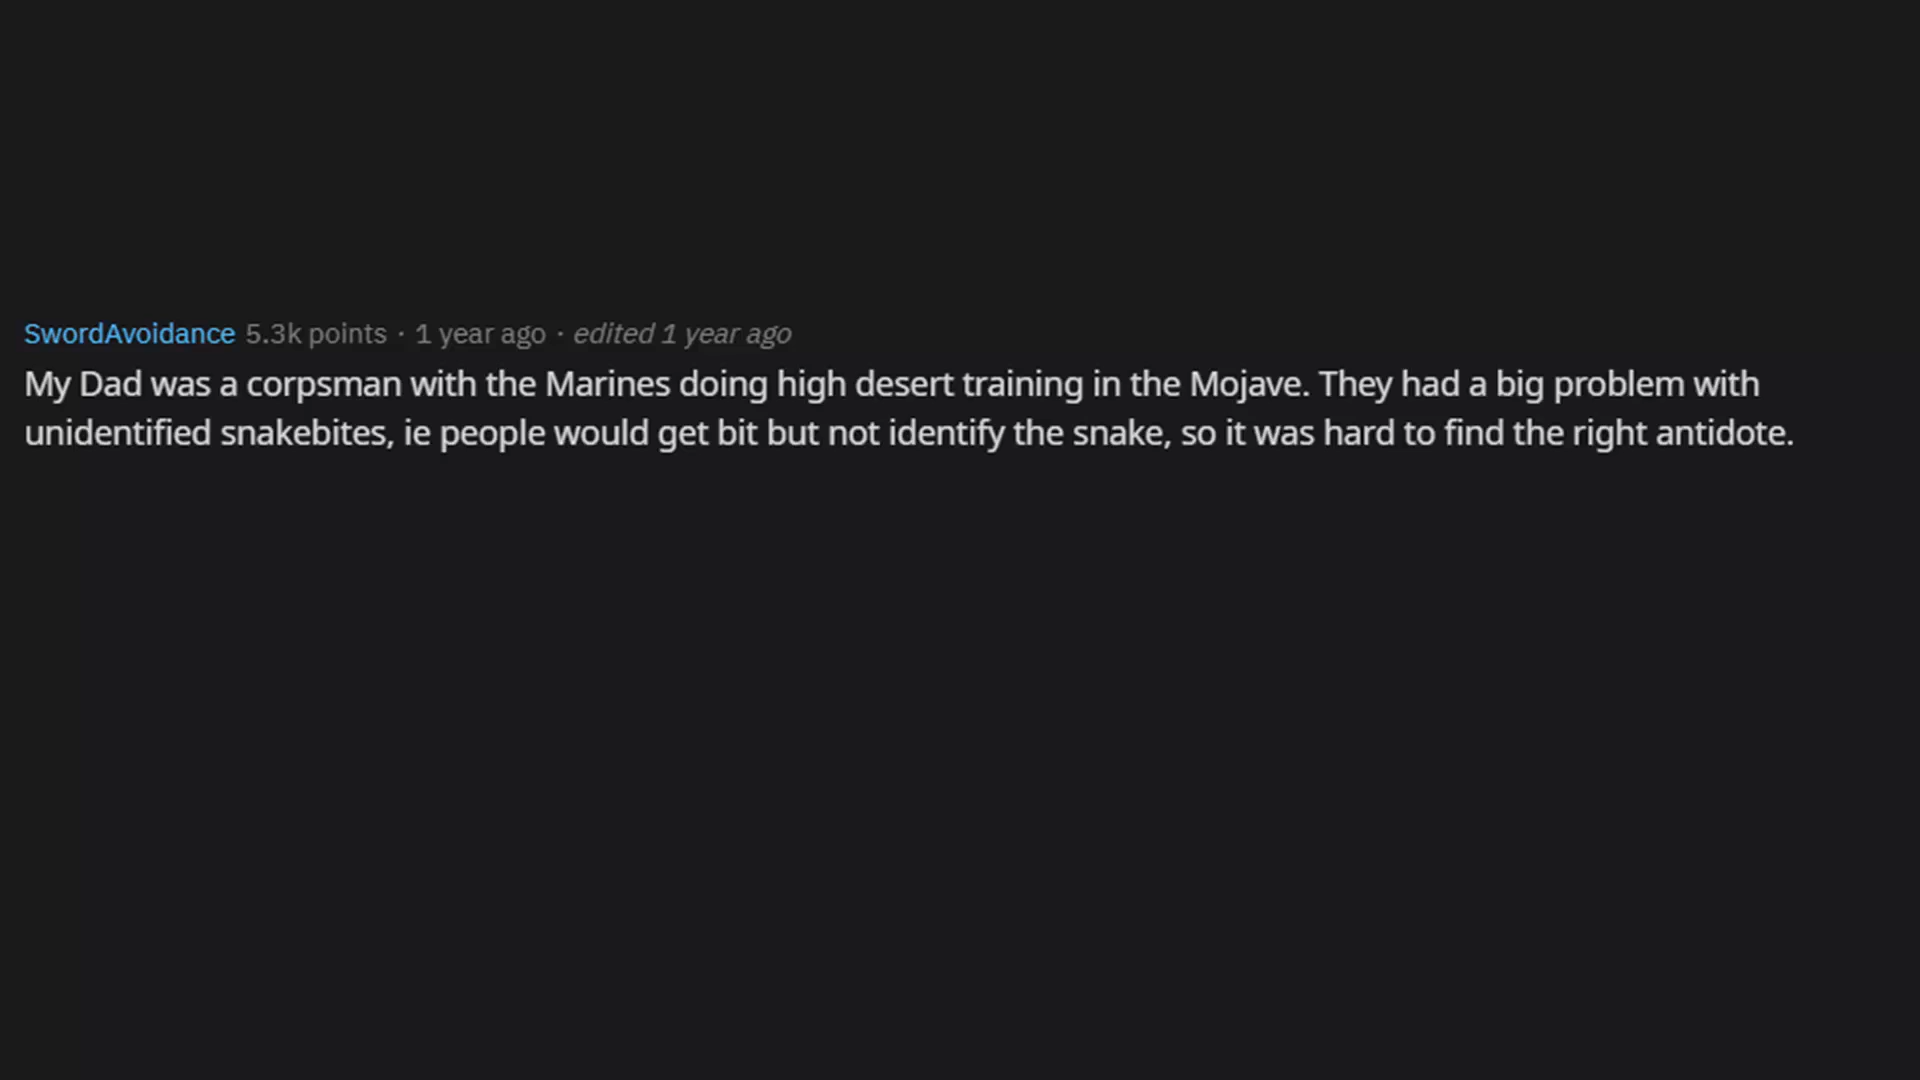 SwordAvoidance 5.3k points · 1 year ago · edited 1 year ago
My Dad was a corpsman with the Marines doing high desert training in the Mojave. They had a big problem with
unidentified snakebites, ie people would get bit but not identify the snake, so it was hard to find the right antidote.